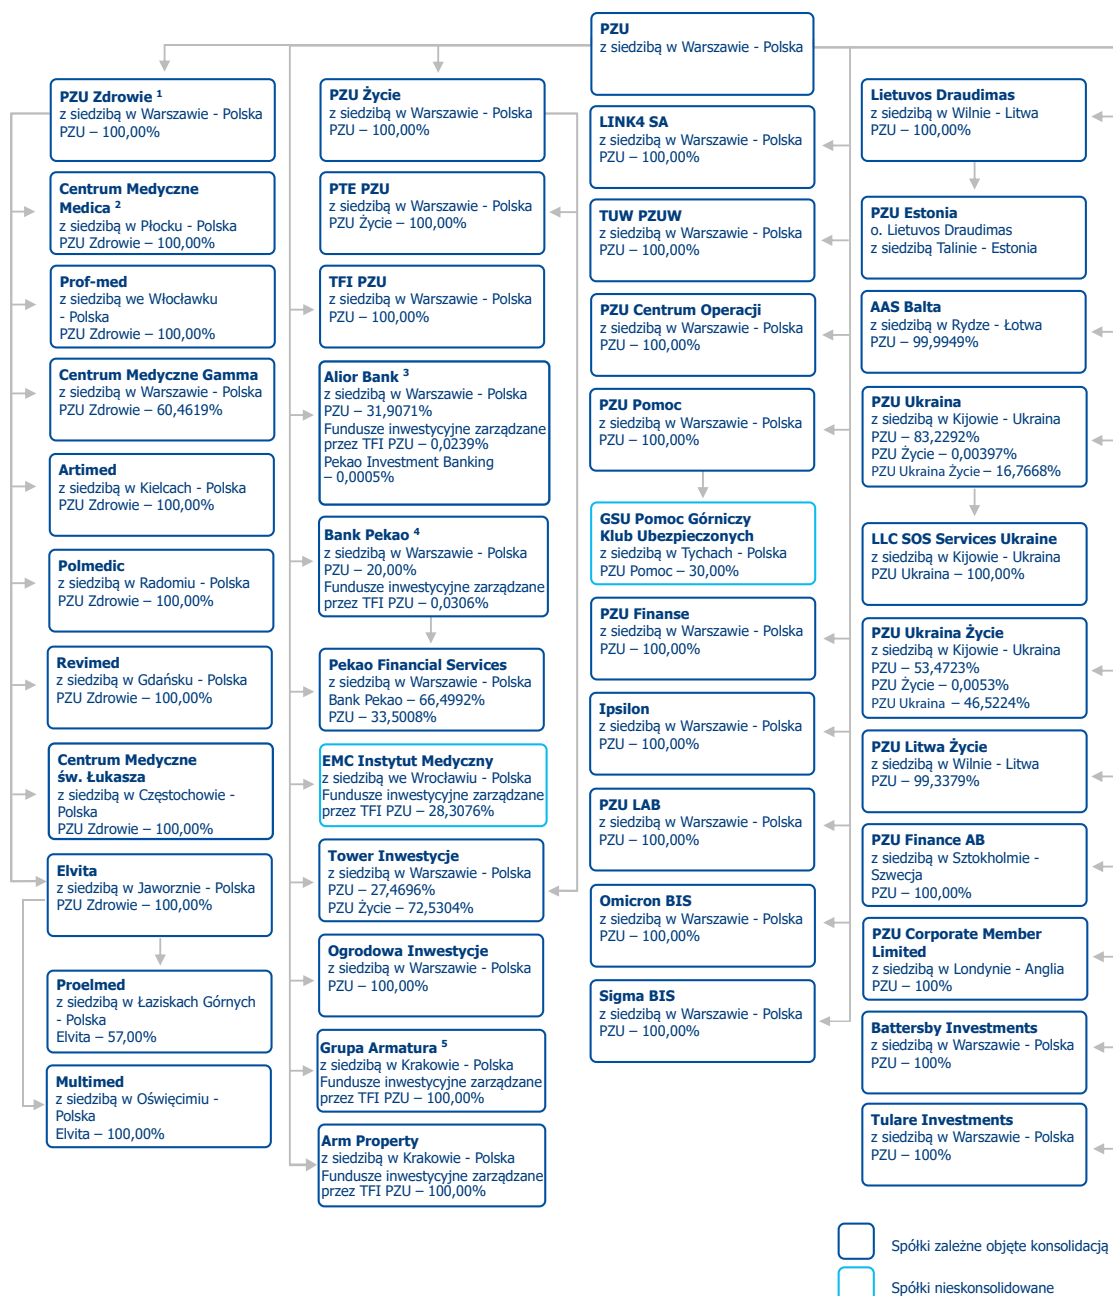 PZU
z siedzibą w Warszawie - Polska
PZU Zdrowie ¹
z siedzibą w Warszawie - Polska
PZU – 100,00%
Centrum Medyczne
Medica ²
z siedzibą w Płocku - Polska
PZU Zdrowie – 100,00%
Prof-med
z siedzibą we Włocławku
- Polska
PZU Zdrowie – 100,00%
Centrum Medyczne Gamma
z siedzibą w Warszawie - Polska
PZU Zdrowie – 60,4619%
Artimed
z siedzibą w Kielcach - Polska
PZU Zdrowie – 100,00%
Polmedic
z siedzibą w Radomiu - Polska
PZU Zdrowie – 100,00%
Revimed
z siedzibą w Gdańsku - Polska
PZU Zdrowie – 100,00%
Centrum Medyczne
św. Łukasza
z siedzibą w Częstochowie -
Polska
PZU Zdrowie – 100,00%
Elvita
z siedzibą w Jaworznie - Polska
PZU Zdrowie – 100,00%
Proelmed
z siedzibą w Łaziskach Górnych
- Polska
Elvita – 57,00%
Multimed
z siedzibą w Oświęcimiu -
Polska
Elvita – 100,00%
PZU Życie
z siedzibą w Warszawie - Polska
PZU – 100,00%
PTE PZU
z siedzibą w Warszawie - Polska
PZU Życie – 100,00%
TFI PZU
z siedzibą w Warszawie - Polska
PZU – 100,00%
Alior Bank ³
z siedzibą w Warszawie - Polska
PZU – 31,9071%
Fundusze inwestycyjne zarządzane
przez TFI PZU – 0,0239%
Pekao Investment Banking
– 0,0005%
Bank Pekao ⁴
z siedzibą w Warszawie - Polska
PZU – 20,00%
Fundusze inwestycyjne zarządzane
przez TFI PZU – 0,0306%
Pekao Financial Services
z siedzibą w Warszawie - Polska
Bank Pekao – 66,4992%
PZU – 33,5008%
EMC Instytut Medyczny
z siedzibą we Wrocławiu - Polska
Fundusze inwestycyjne zarządzane
przez TFI PZU – 28,3076%
Tower Inwestycje
z siedzibą w Warszawie - Polska
PZU – 27,4696%
PZU Życie – 72,5304%
Ogrodowa Inwestycje
z siedzibą w Warszawie - Polska
PZU – 100,00%
Grupa Armatura ⁵
z siedzibą w Krakowie - Polska
Fundusze inwestycyjne zarządzane
przez TFI PZU – 100,00%
Arm Property
z siedzibą w Krakowie - Polska
Fundusze inwestycyjne zarządzane
przez TFI PZU – 100,00%
LINK4 SA
z siedzibą w Warszawie - Polska
PZU – 100,00%
TUW PZUW
z siedzibą w Warszawie - Polska
PZU – 100,00%
PZU Centrum Operacji
z siedzibą w Warszawie - Polska
PZU – 100,00%
PZU Pomoc
z siedzibą w Warszawie - Polska
PZU – 100,00%
GSU Pomoc Górniczy
Klub Ubezpieczonych
z siedzibą w Tychach - Polska
PZU Pomoc – 30,00%
PZU Finanse
z siedzibą w Warszawie - Polska
PZU – 100,00%
Ipsilon
z siedzibą w Warszawie - Polska
PZU – 100,00%
PZU LAB
z siedzibą w Warszawie - Polska
PZU – 100,00%
Omicron BIS
z siedzibą w Warszawie - Polska
PZU – 100,00%
Sigma BIS
z siedzibą w Warszawie - Polska
PZU – 100,00%
Lietuvos Draudimas
z siedzibą w Wilnie - Litwa
PZU – 100,00%
PZU Estonia
o. Lietuvos Draudimas
z siedzibą Talinie - Estonia
AAS Balta
z siedzibą w Rydze - Łotwa
PZU – 99,9949%
PZU Ukraina
z siedzibą w Kijowie - Ukraina
PZU – 83,2292%
PZU Życie – 0,00397%
PZU Ukraina Życie – 16,7668%
LLC SOS Services Ukraine
z siedzibą w Kijowie - Ukraina
PZU Ukraina – 100,00%
PZU Ukraina Życie
z siedzibą w Kijowie - Ukraina
PZU – 53,4723%
PZU Życie – 0,0053%
PZU Ukraina – 46,5224%
PZU Litwa Życie
z siedzibą w Wilnie - Litwa
PZU – 99,3379%
PZU Finance AB
z siedzibą w Sztokholmie -
Szwecja
PZU – 100,00%
PZU Corporate Member
Limited
z siedzibą w Londynie - Anglia
PZU – 100%
Battersby Investments
z siedzibą w Warszawie - Polska
PZU – 100%
Tulare Investments
z siedzibą w Warszawie - Polska
PZU – 100%
Spółki zależne objęte konsolidacją
Spółki nieskonsolidowane